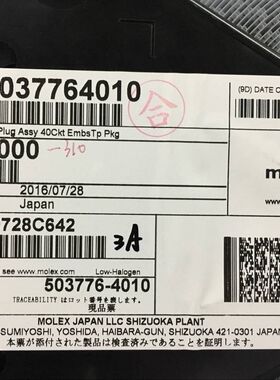 037764010
(9D) DATE C
Plug Assy 40Ckt EmbsTp Pkg
合
000
-310
2016/07/28
Japan
728C642
3A
see www.molex.com
Low-Halogen
503776-4010
TRACEABILITY はロット番号を示す。
現品票
MOLEX JAPAN LLC SHIZUOKA PLANT
SUMIYOSHI, YOSHIDA, HAIBARA-GUN, SHIZUOKA 421-0301 JAPAN
本票が添付された製品は検査済みであることを証明します。